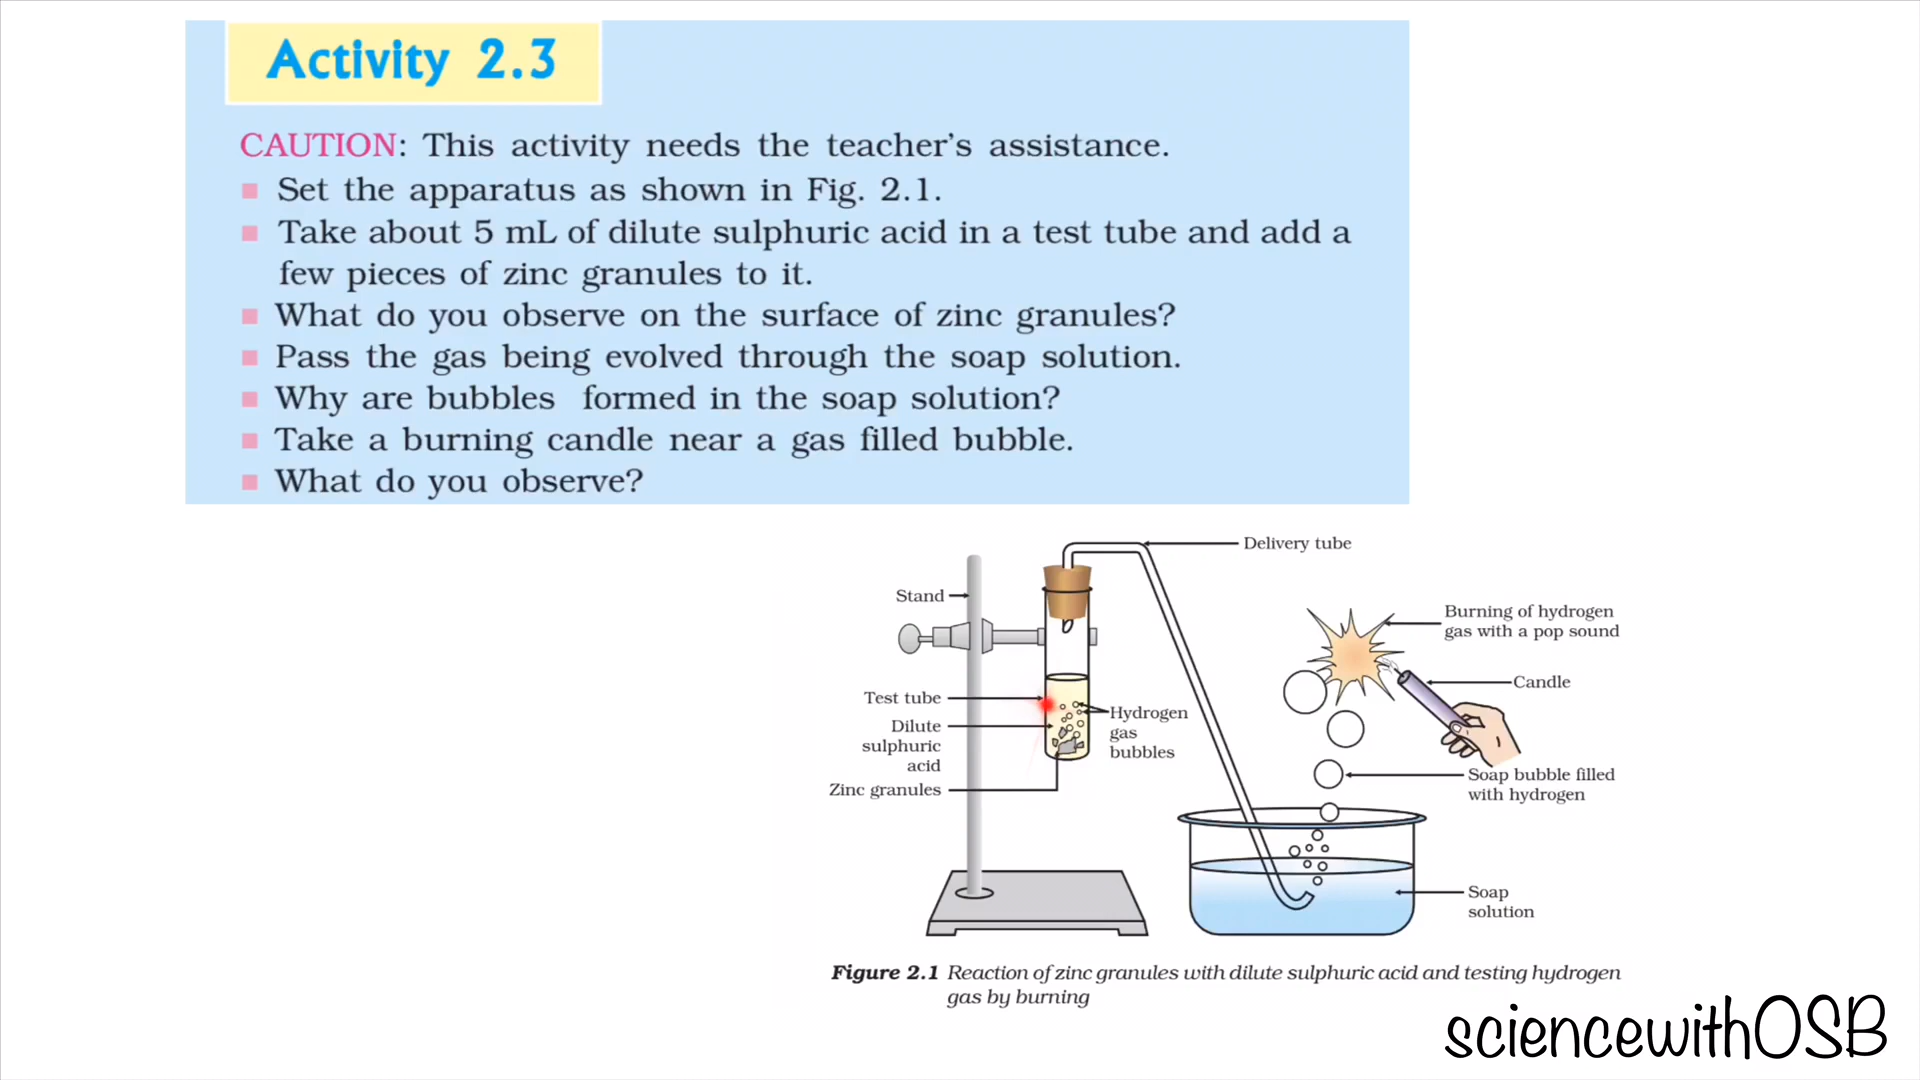 Activity 2.3
CAUTION: This activity needs the teacher's assistance.
Set the apparatus as shown in Fig. 2.1.
Take about 5 mL of dilute sulphuric acid in a test tube and add a
few pieces of zinc granules to it.
What do you observe on the surface of zinc granules?
Pass the gas being evolved through the soap solution.
Why are bubbles formed in the soap solution?
Take a burning candle near a gas filled bubble.
What do you observe?
Delivery tube
Stand
Burning of hydrogen
gas with a pop sound
Candle
Test tube
Dilute
sulphuric
acid
Zinc granules
Hydrogen
gas
bubbles
Soap bubble filled
with hydrogen
Soap
solution
Figure 2.1 Reaction of zinc granules with dilute sulphuric acid and testing hydrogen
gas by burning
sciencewithOSB